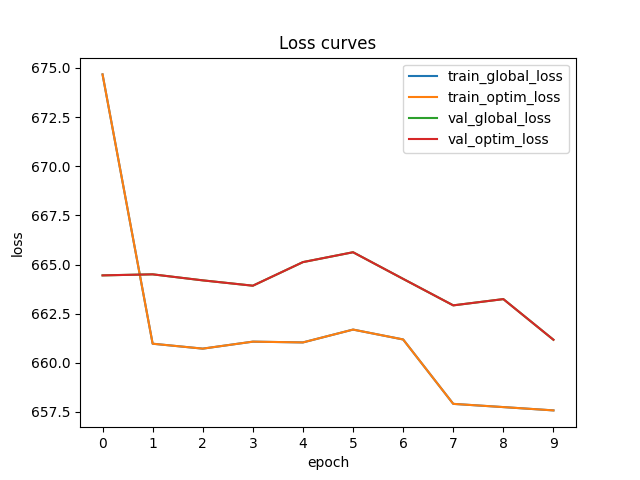 Loss curves
train_global_loss
train_optim_loss
val_global_loss
val_optim_loss
675.0
672.5
670.0
667.5
665.0
662.5
660.0
657.5
loss
0 1 2 3 4 5 6 7 8 9
epoch